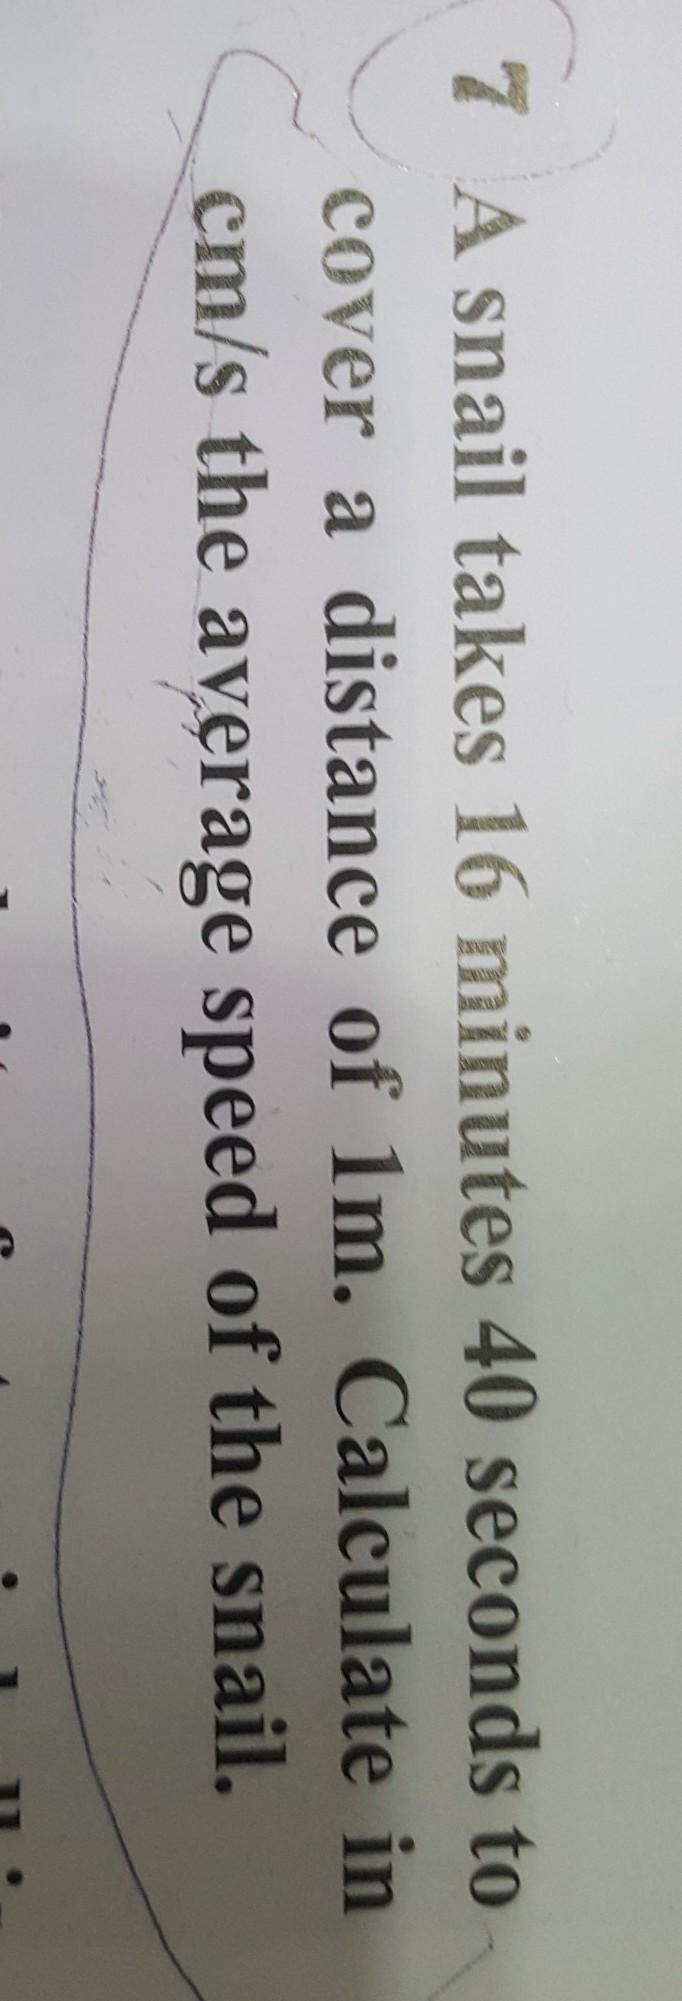 7 A snail takes 16 minutes 40 seconds to
cover a distance of 1m. Calculate in
cm/s the average speed of the snail.